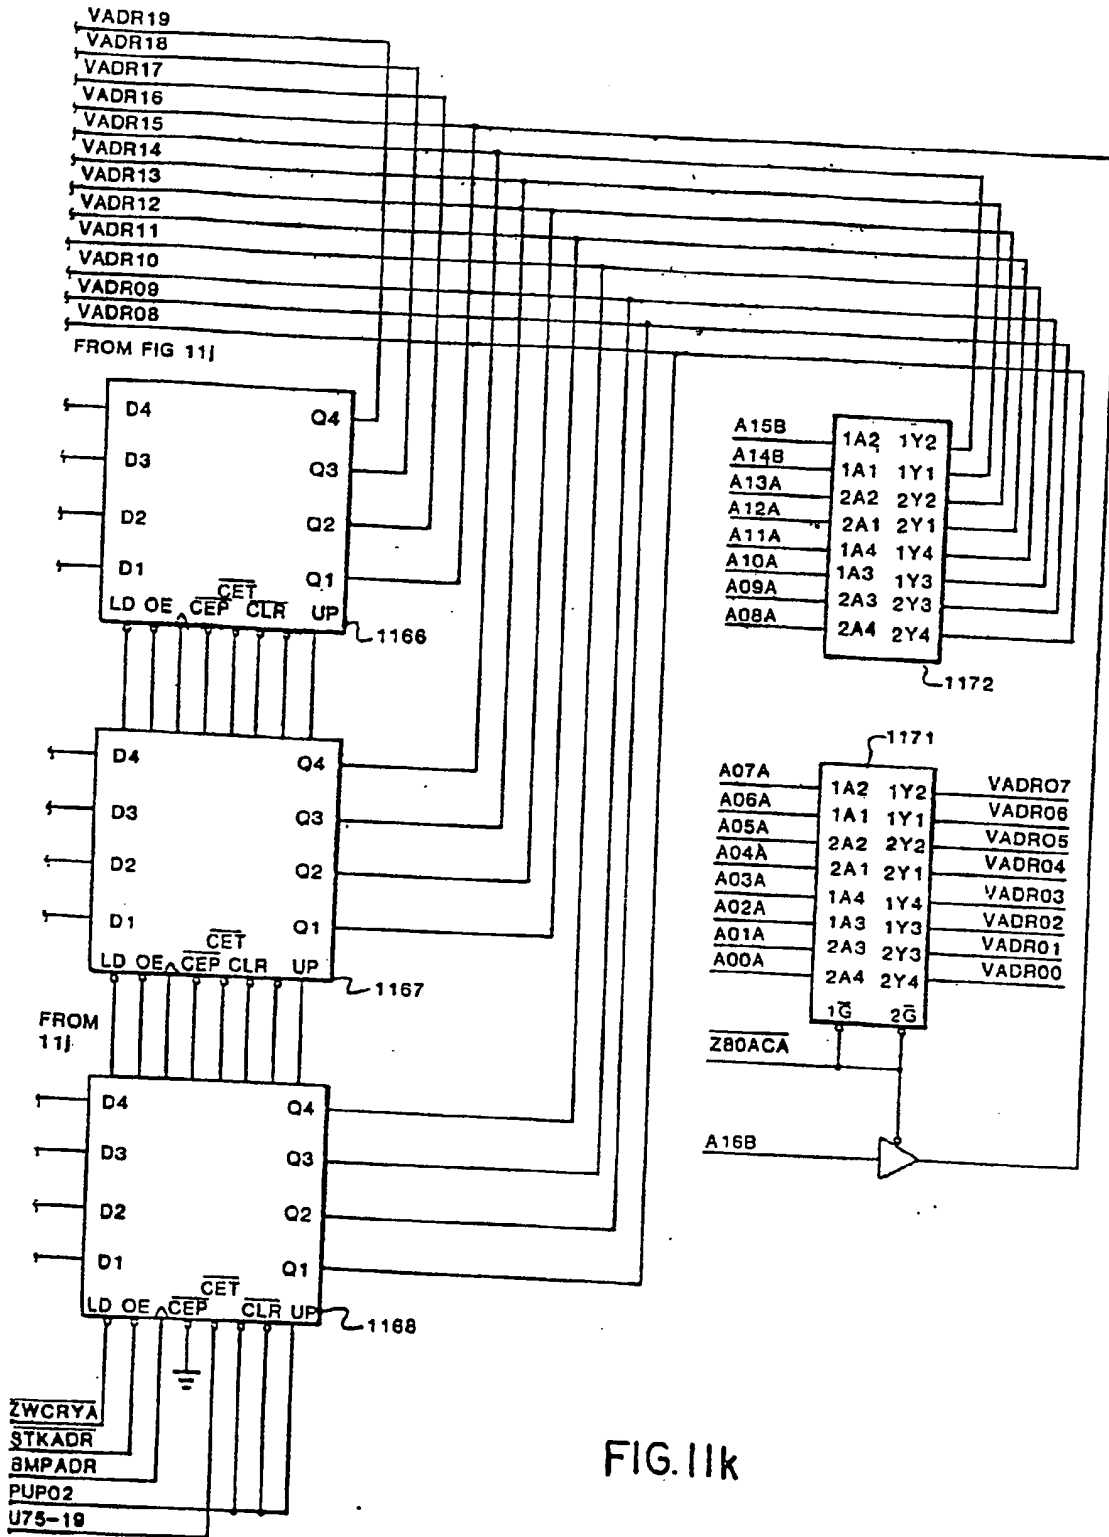 VADR19
VADR18
VADR17
VADR16
VADR15
VADR14
VADR13
VADR12
VADR11
VADR10
VADR09
VADR08
FROM FIG 11j
D4 Q4
D3 Q3
D2 Q2
D1 Q1
CET
LD OE CEP CLR UP
1166
A15B 1A2 1Y2
A14B 1A1 1Y1
A13A 2A2 2Y2
A12A 2A1 2Y1
A11A 1A4 1Y4
A10A 1A3 1Y3
A09A 2A3 2Y3
A08A 2A4 2Y4
1172
D4 Q4
D3 Q3
D2 Q2
D1 Q1
CET
LD OE CEP CLR UP
1167
1171
A07A 1A2 1Y2 VADR07
A06A 1A1 1Y1 VADR06
A05A 2A2 2Y2 VADR05
A04A 2A1 2Y1 VADR04
A03A 1A4 1Y4 VADR03
A02A 1A3 1Y3 VADR02
A01A 2A3 2Y3 VADR01
A00A 2A4 2Y4 VADR00
1G 2G
Z80ACA
A16B
FROM
11j
D4 Q4
D3 Q3
D2 Q2
D1 Q1
CET
LD OE CEP CLR UP
1168
ZWCRYA
STKADR
BMPADR
PUP02
U75-19
FIG. 11k